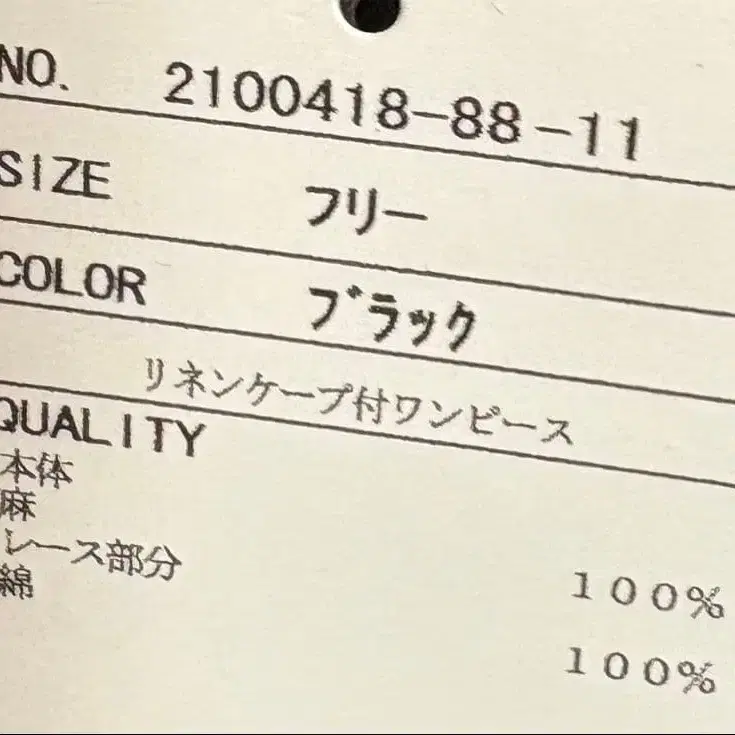 NO. 2100418-88-11
SIZE フリー
COLOR ブラック
リネンケープ付ワンピース
QUALITY
本体
麻 100%
レース部分
綿 100%